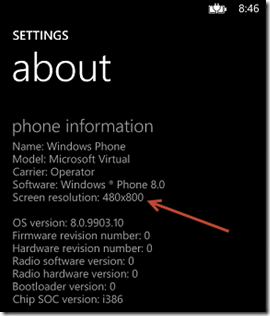 8:46
SETTINGS
about
phone information
Name: Windows Phone
Model: Microsoft Virtual
Carrier: Operator
Software: Windows ® Phone 8.0
Screen resolution: 480x800
OS version: 8.0.9903.10
Firmware revision number: 0
Hardware revision number: 0
Radio software version: 0
Radio hardware version: 0
Bootloader version: 0
Chip SOC version: i386